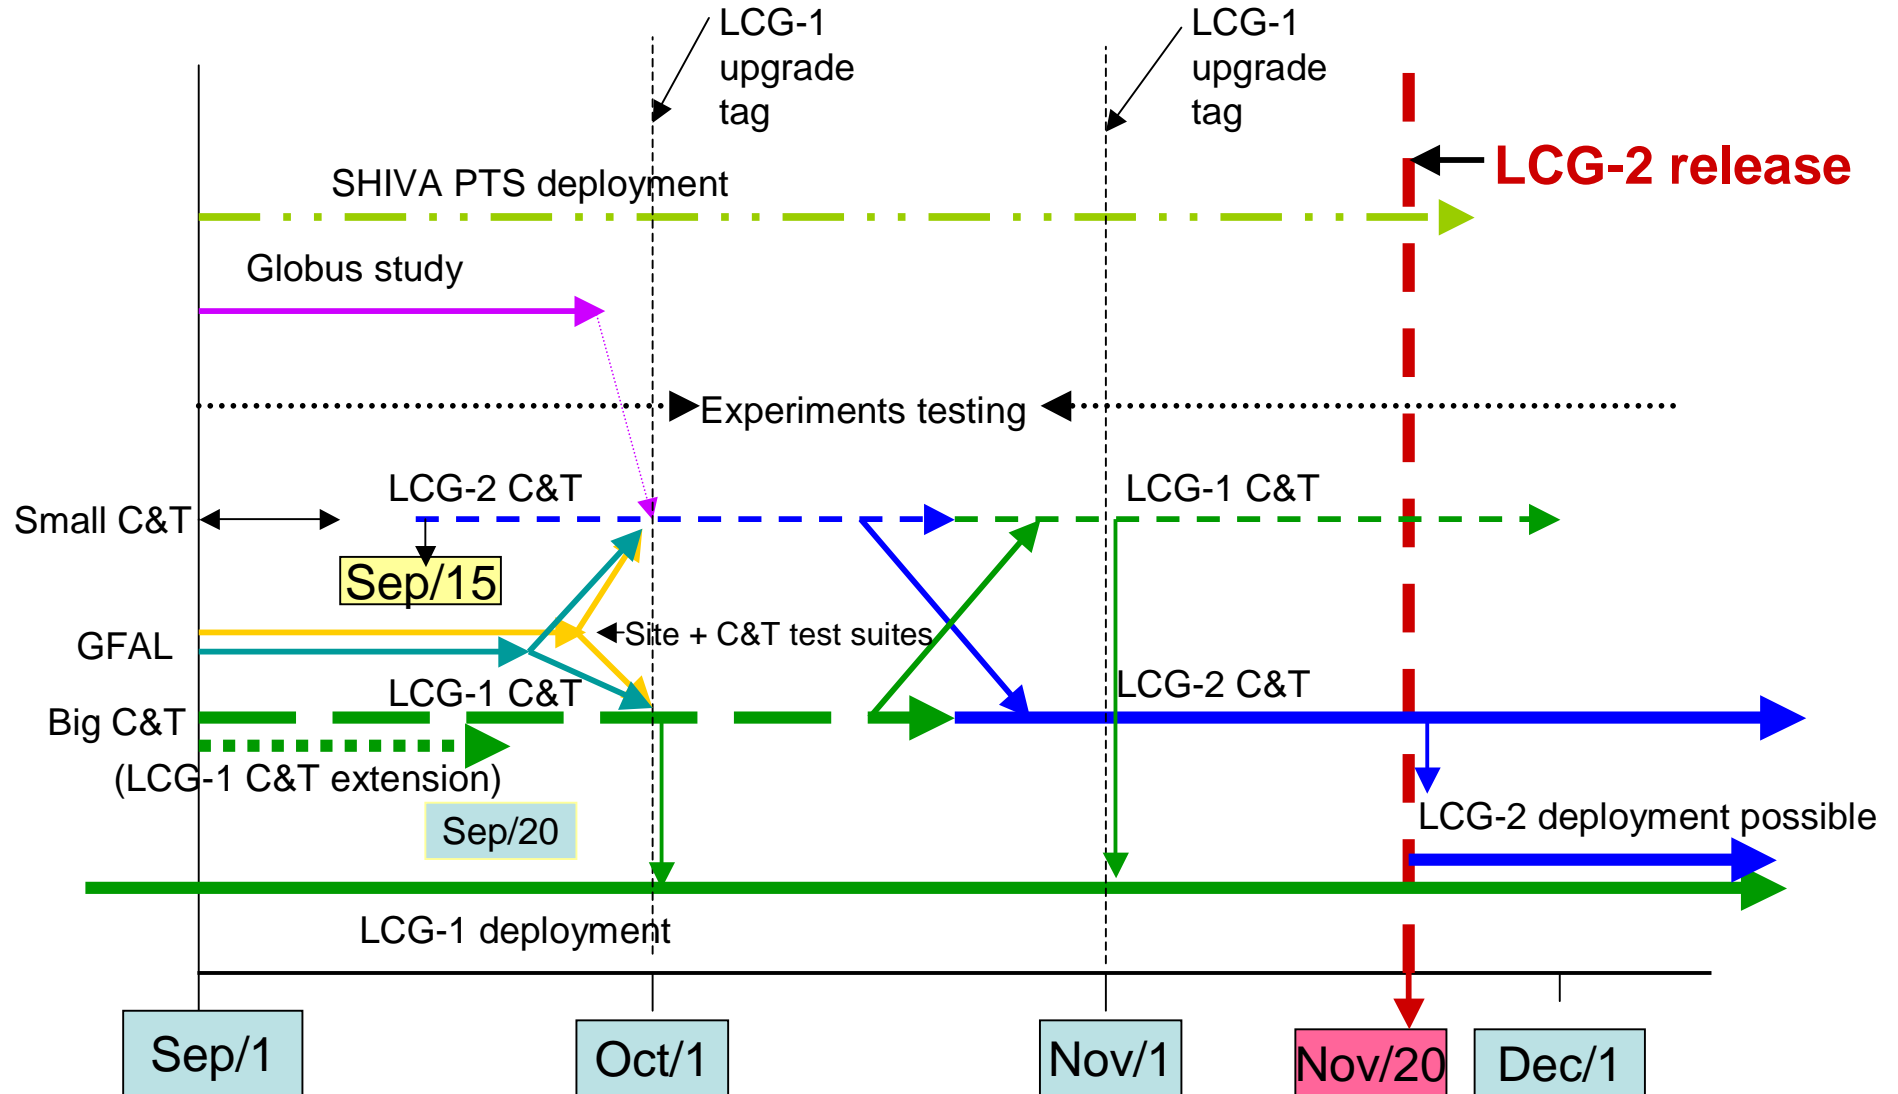 LCG-1
upgrade
tag
LCG-1
upgrade
tag
LCG-2 release
SHIVA PTS deployment
Globus study
Experiments testing
LCG-2 C&T
LCG-1 C&T
Small C&T
Sep/15
Site + C&T test suites
GFAL
LCG-1 C&T
LCG-2 C&T
Big C&T
(LCG-1 C&T extension)
Sep/20
LCG-2 deployment possible
LCG-1 deployment
Sep/1
Oct/1
Nov/1
Nov/20
Dec/1